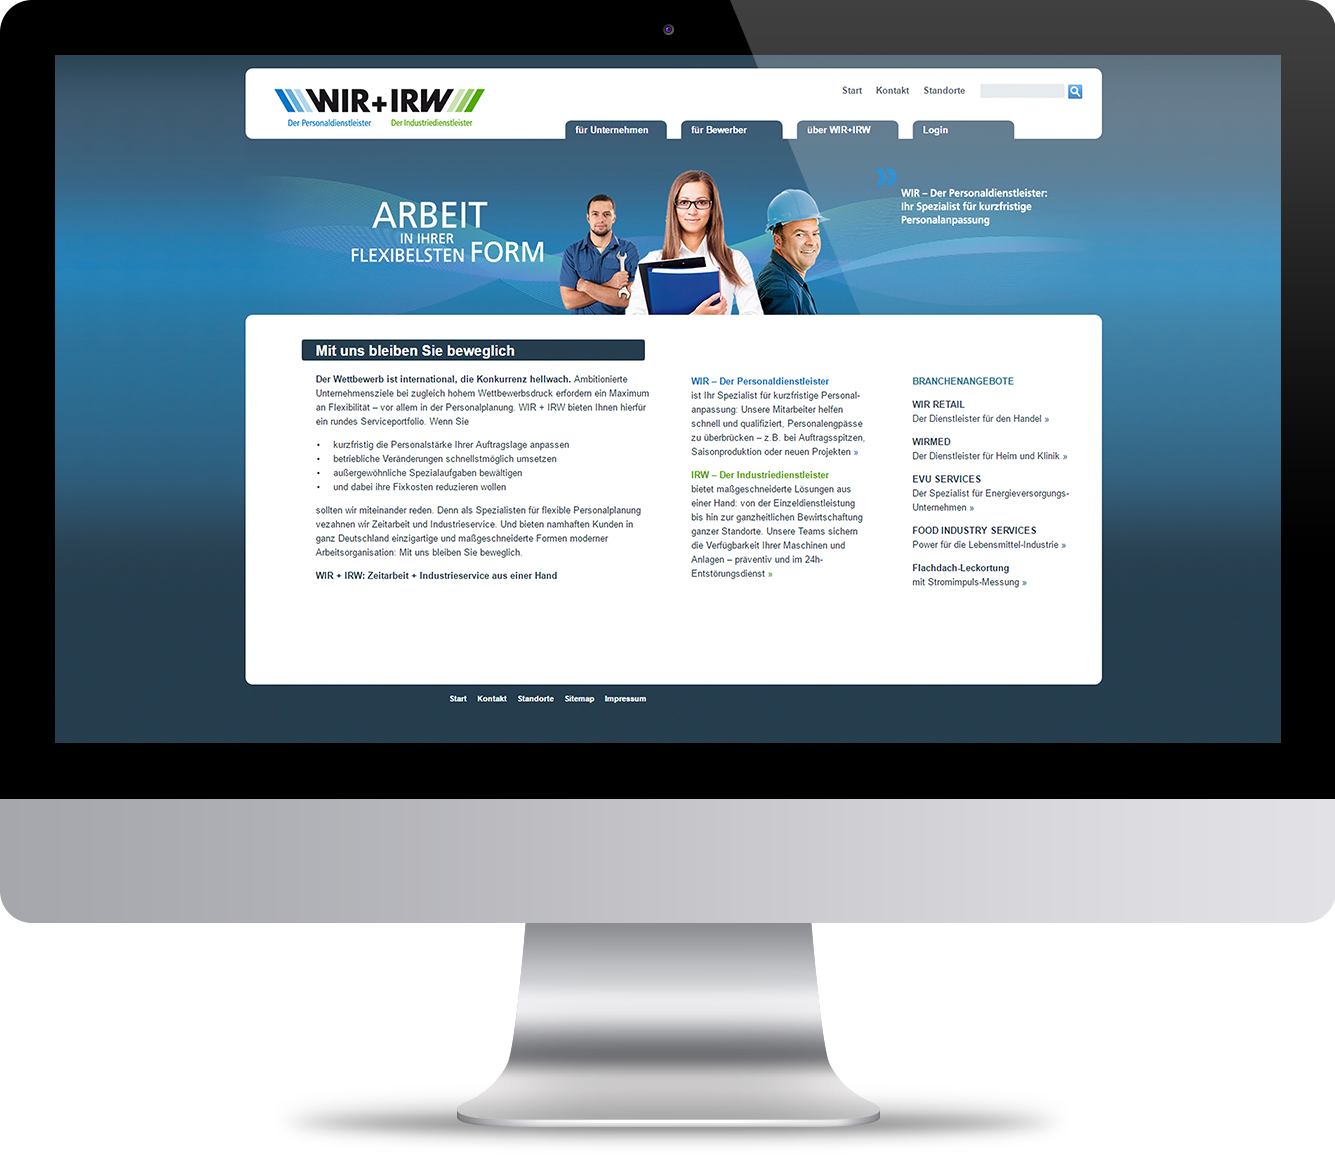 WIR+IRW
Der Personaldienstleister
Der Industriedienstleister
Start Kontakt Standorte
für Unternehmen für Bewerber über WIR+IRW Login
ARBEIT
IN IHRER
FLEXIBELSTEN FORM
WIR – Der Personaldienstleister:
Ihr Spezialist für kurzfristige
Personalanpassung
Mit uns bleiben Sie beweglich
Der Wettbewerb ist international, die Konkurrenz hellwach. Ambitionierte
Unternehmensziele bei zugleich hohem Wettbewerbsdruck erfordern ein Maximum
an Flexibilität – vor allem in der Personalplanung. WIR + IRW bieten Ihnen hierfür
ein rundes Serviceportfolio. Wenn Sie
• kurzfristig die Personalstärke Ihrer Auftragslage anpassen
• betriebliche Veränderungen schnellstmöglich umsetzen
• außergewöhnliche Spezialaufgaben bewältigen
• und dabei ihre Fixkosten reduzieren wollen
sollten wir miteinander reden. Denn als Spezialisten für flexible Personalplanung
vezahnen wir Zeitarbeit und Industrieservice. Und bieten namhaften Kunden in
ganz Deutschland einzigartige und maßgeschneiderte Formen moderner
Arbeitsorganisation: Mit uns bleiben Sie beweglich.
WIR + IRW: Zeitarbeit + Industrieservice aus einer Hand
WIR – Der Personaldienstleister
ist Ihr Spezialist für kurzfristige Personal-
anpassung: Unsere Mitarbeiter helfen
schnell und qualifiziert, Personalengpässe
zu überbrücken – z.B. bei Auftragsspitzen,
Saisonproduktion oder neuen Projekten »
IRW – Der Industriedienstleister
bietet maßgeschneiderte Lösungen aus
einer Hand: von der Einzeldienstleistung
bis hin zur ganzheitlichen Bewirtschaftung
ganzer Standorte. Unsere Teams sichern
die Verfügbarkeit Ihrer Maschinen und
Anlagen – präventiv und im 24h-
Entstörungsdienst »
BRANCHENANGEBOTE
WIR RETAIL
Der Dienstleister für den Handel »
WIRMED
Der Dienstleister für Heim und Klinik »
EVU SERVICES
Der Spezialist für Energieversorgungs-
Unternehmen »
FOOD INDUSTRY SERVICES
Power für die Lebensmittel-Industrie »
Flachdach-Leckortung
mit Stromimpuls-Messung »
Start Kontakt Standorte Sitemap Impressum